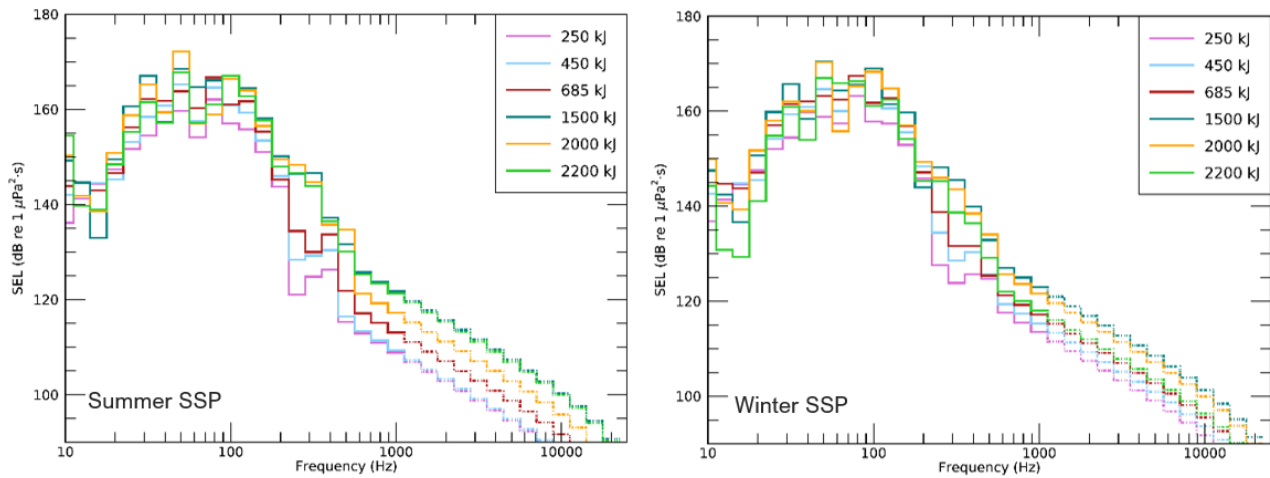 180
160
140
120
100
SEL (dB re 1 µPa²·s)
250 kJ
450 kJ
685 kJ
1500 kJ
2000 kJ
2200 kJ
Summer SSP
10
100
1000
10000
Frequency (Hz)
180
160
140
120
100
SEL (dB re 1 µPa²·s)
250 kJ
450 kJ
685 kJ
1500 kJ
2000 kJ
2200 kJ
Winter SSP
10
100
1000
10000
Frequency (Hz)